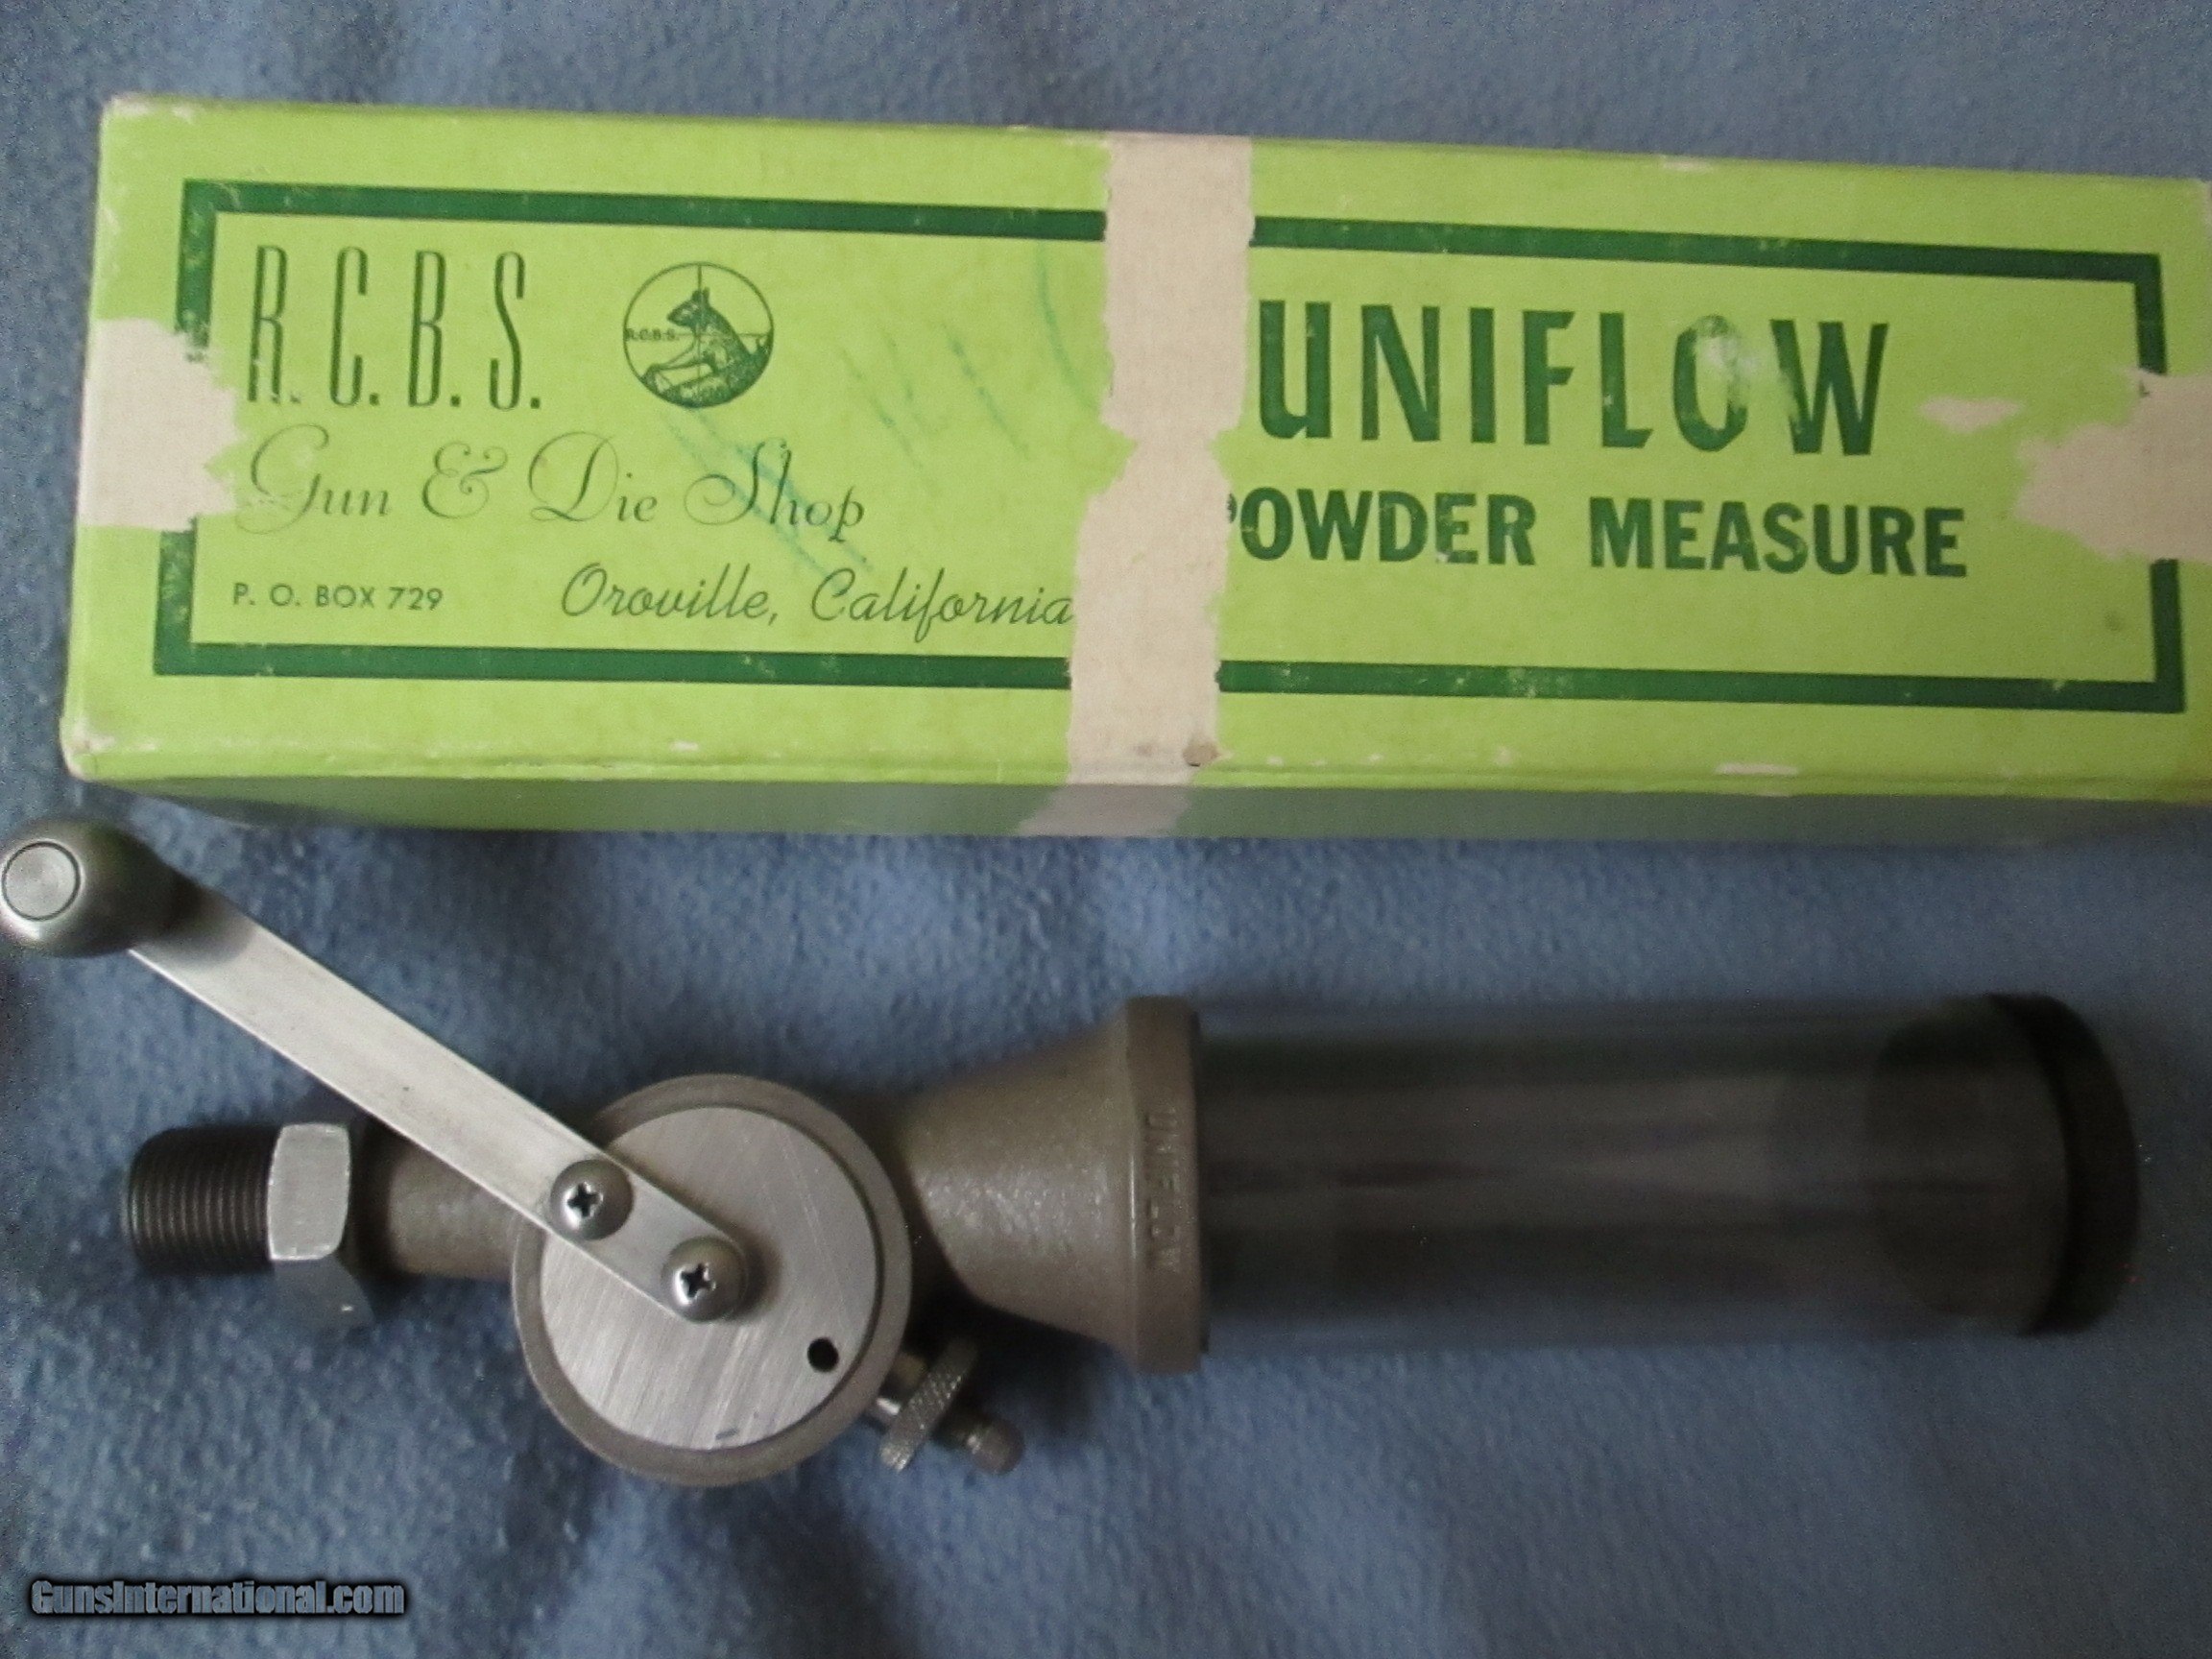 R.C.B.S.
R.C.B.S.
Gun & Die Shop
P. O. BOX 729 Oroville, California
UNIFLOW
POWDER MEASURE
UNIFLOW
GunsInternational.com